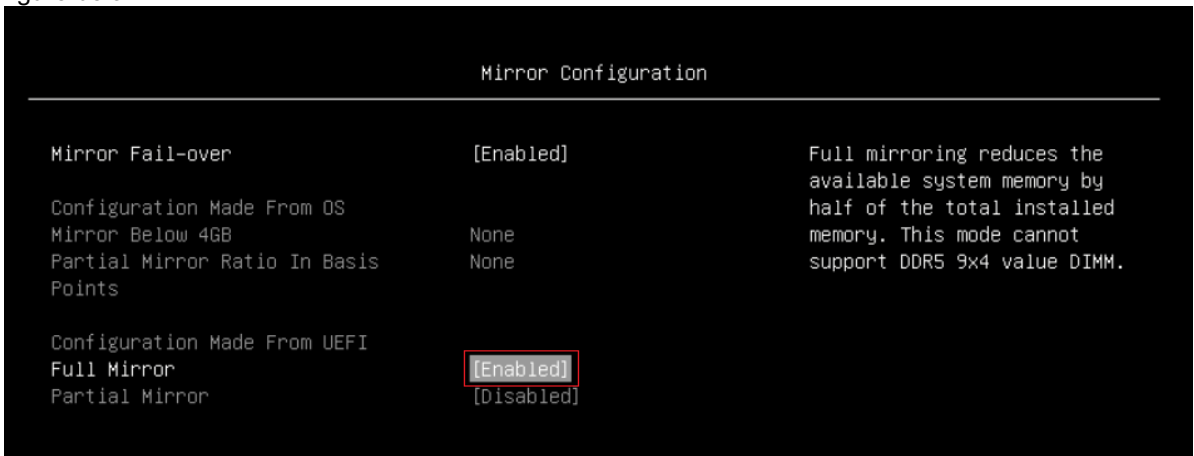 Mirror Configuration
Mirror Fail-over [Enabled]
Configuration Made From OS
Mirror Below 4GB None
Partial Mirror Ratio In Basis None
Points
Configuration Made From UEFI
Full Mirror [Enabled]
Partial Mirror [Disabled]
Full mirroring reduces the
available system memory by
half of the total installed
memory. This mode cannot
support DDR5 9x4 value DIMM.